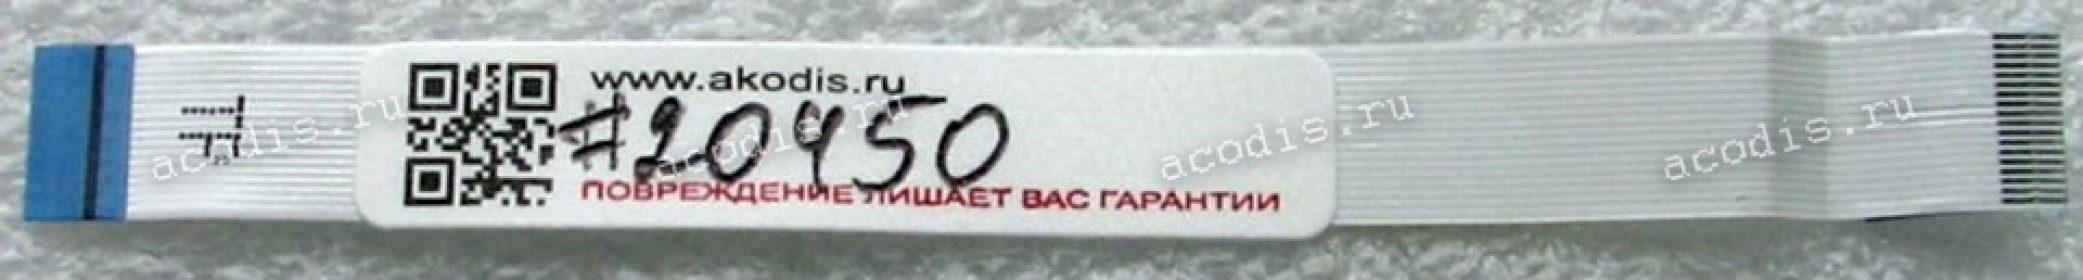 www.akodis.ru
#20450
ПОВРЕЖДЕНИЕ ЛИШАЕТ ВАС ГАРАНТИИ
acodis.ru
acodis.ru
acodis.ru
acodis.ru